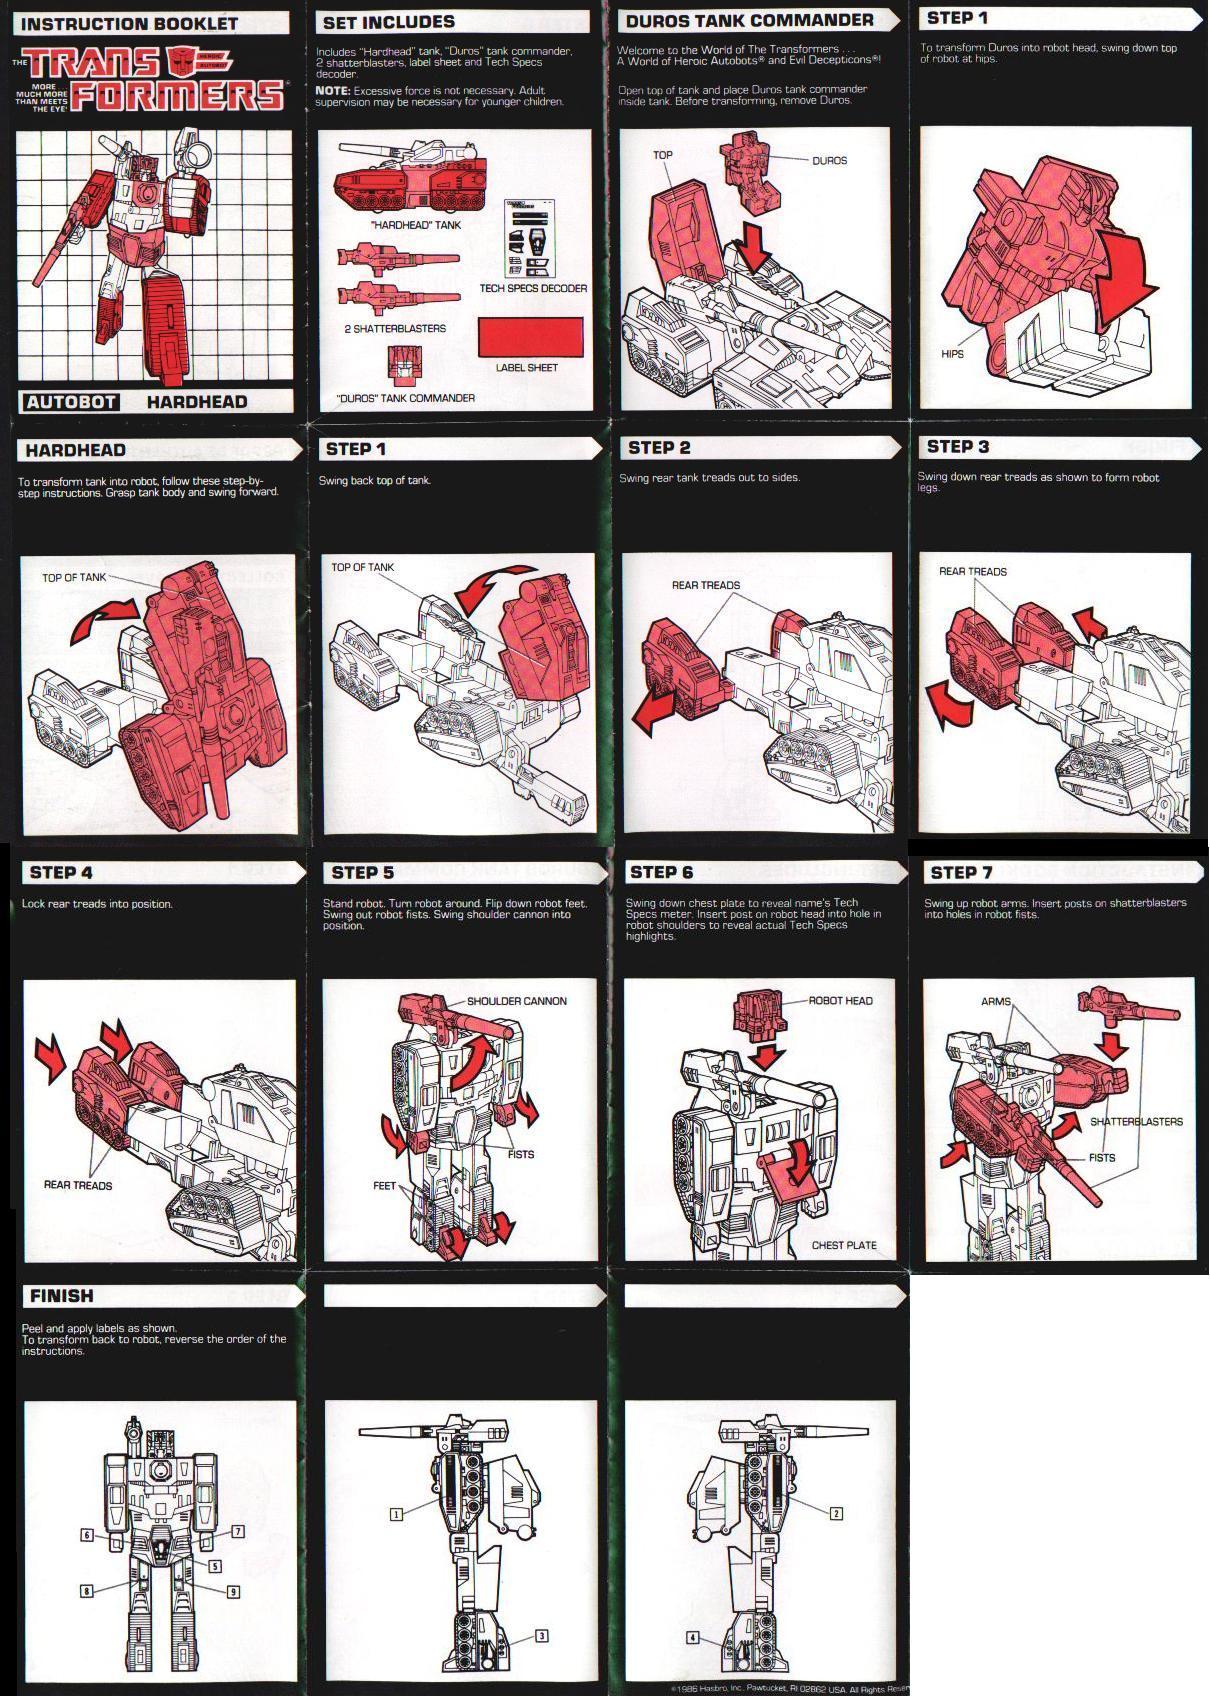 INSTRUCTION BOOKLET
THE TRANSFORMERS
HEROIC
AUTOBOT
MORE...
MUCH MORE
THAN MEETS
THE EYE!
AUTOBOT HARDHEAD
SET INCLUDES
Includes "Hardhead" tank, "Duros" tank commander,
2 shatterblasters, label sheet and Tech Specs
decoder.
NOTE: Excessive force is not necessary. Adult
supervision may be necessary for younger children.
"HARDHEAD" TANK
TECH SPECS DECODER
2 SHATTERBLASTERS
LABEL SHEET
"DUROS" TANK COMMANDER
DUROS TANK COMMANDER
Welcome to the World of The Transformers . . .
A World of Heroic Autobots® and Evil Decepticons®!
Open top of tank and place Duros tank commander
inside tank. Before transforming, remove Duros.
TOP
DUROS
STEP 1
To transform Duros into robot head, swing down top
of robot at hips.
HIPS
HARDHEAD
To transform tank into robot, follow these step-by-
step instructions. Grasp tank body and swing forward.
TOP OF TANK
STEP 1
Swing back top of tank.
TOP OF TANK
STEP 2
Swing rear tank treads out to sides.
REAR TREADS
STEP 3
Swing down rear treads as shown to form robot
legs.
REAR TREADS
STEP 4
Lock rear treads into position.
REAR TREADS
STEP 5
Stand robot. Turn robot around. Flip down robot feet.
Swing out robot fists. Swing shoulder cannon into
position.
SHOULDER CANNON
FISTS
FEET
STEP 6
Swing down chest plate to reveal name's Tech
Specs meter. Insert post on robot head into hole in
robot shoulders to reveal actual Tech Specs
highlights.
ROBOT HEAD
CHEST PLATE
STEP 7
Swing up robot arms. Insert posts on shatterblasters
into holes in robot fists.
ARMS
SHATTERBLASTERS
FISTS
FINISH
Peel and apply labels as shown.
To transform back to robot, reverse the order of the
instructions.
6
7
5
8
9
1
3
2
4
©1986 Hasbro, Inc., Pawtucket, RI 02862 USA. All Rights Reser